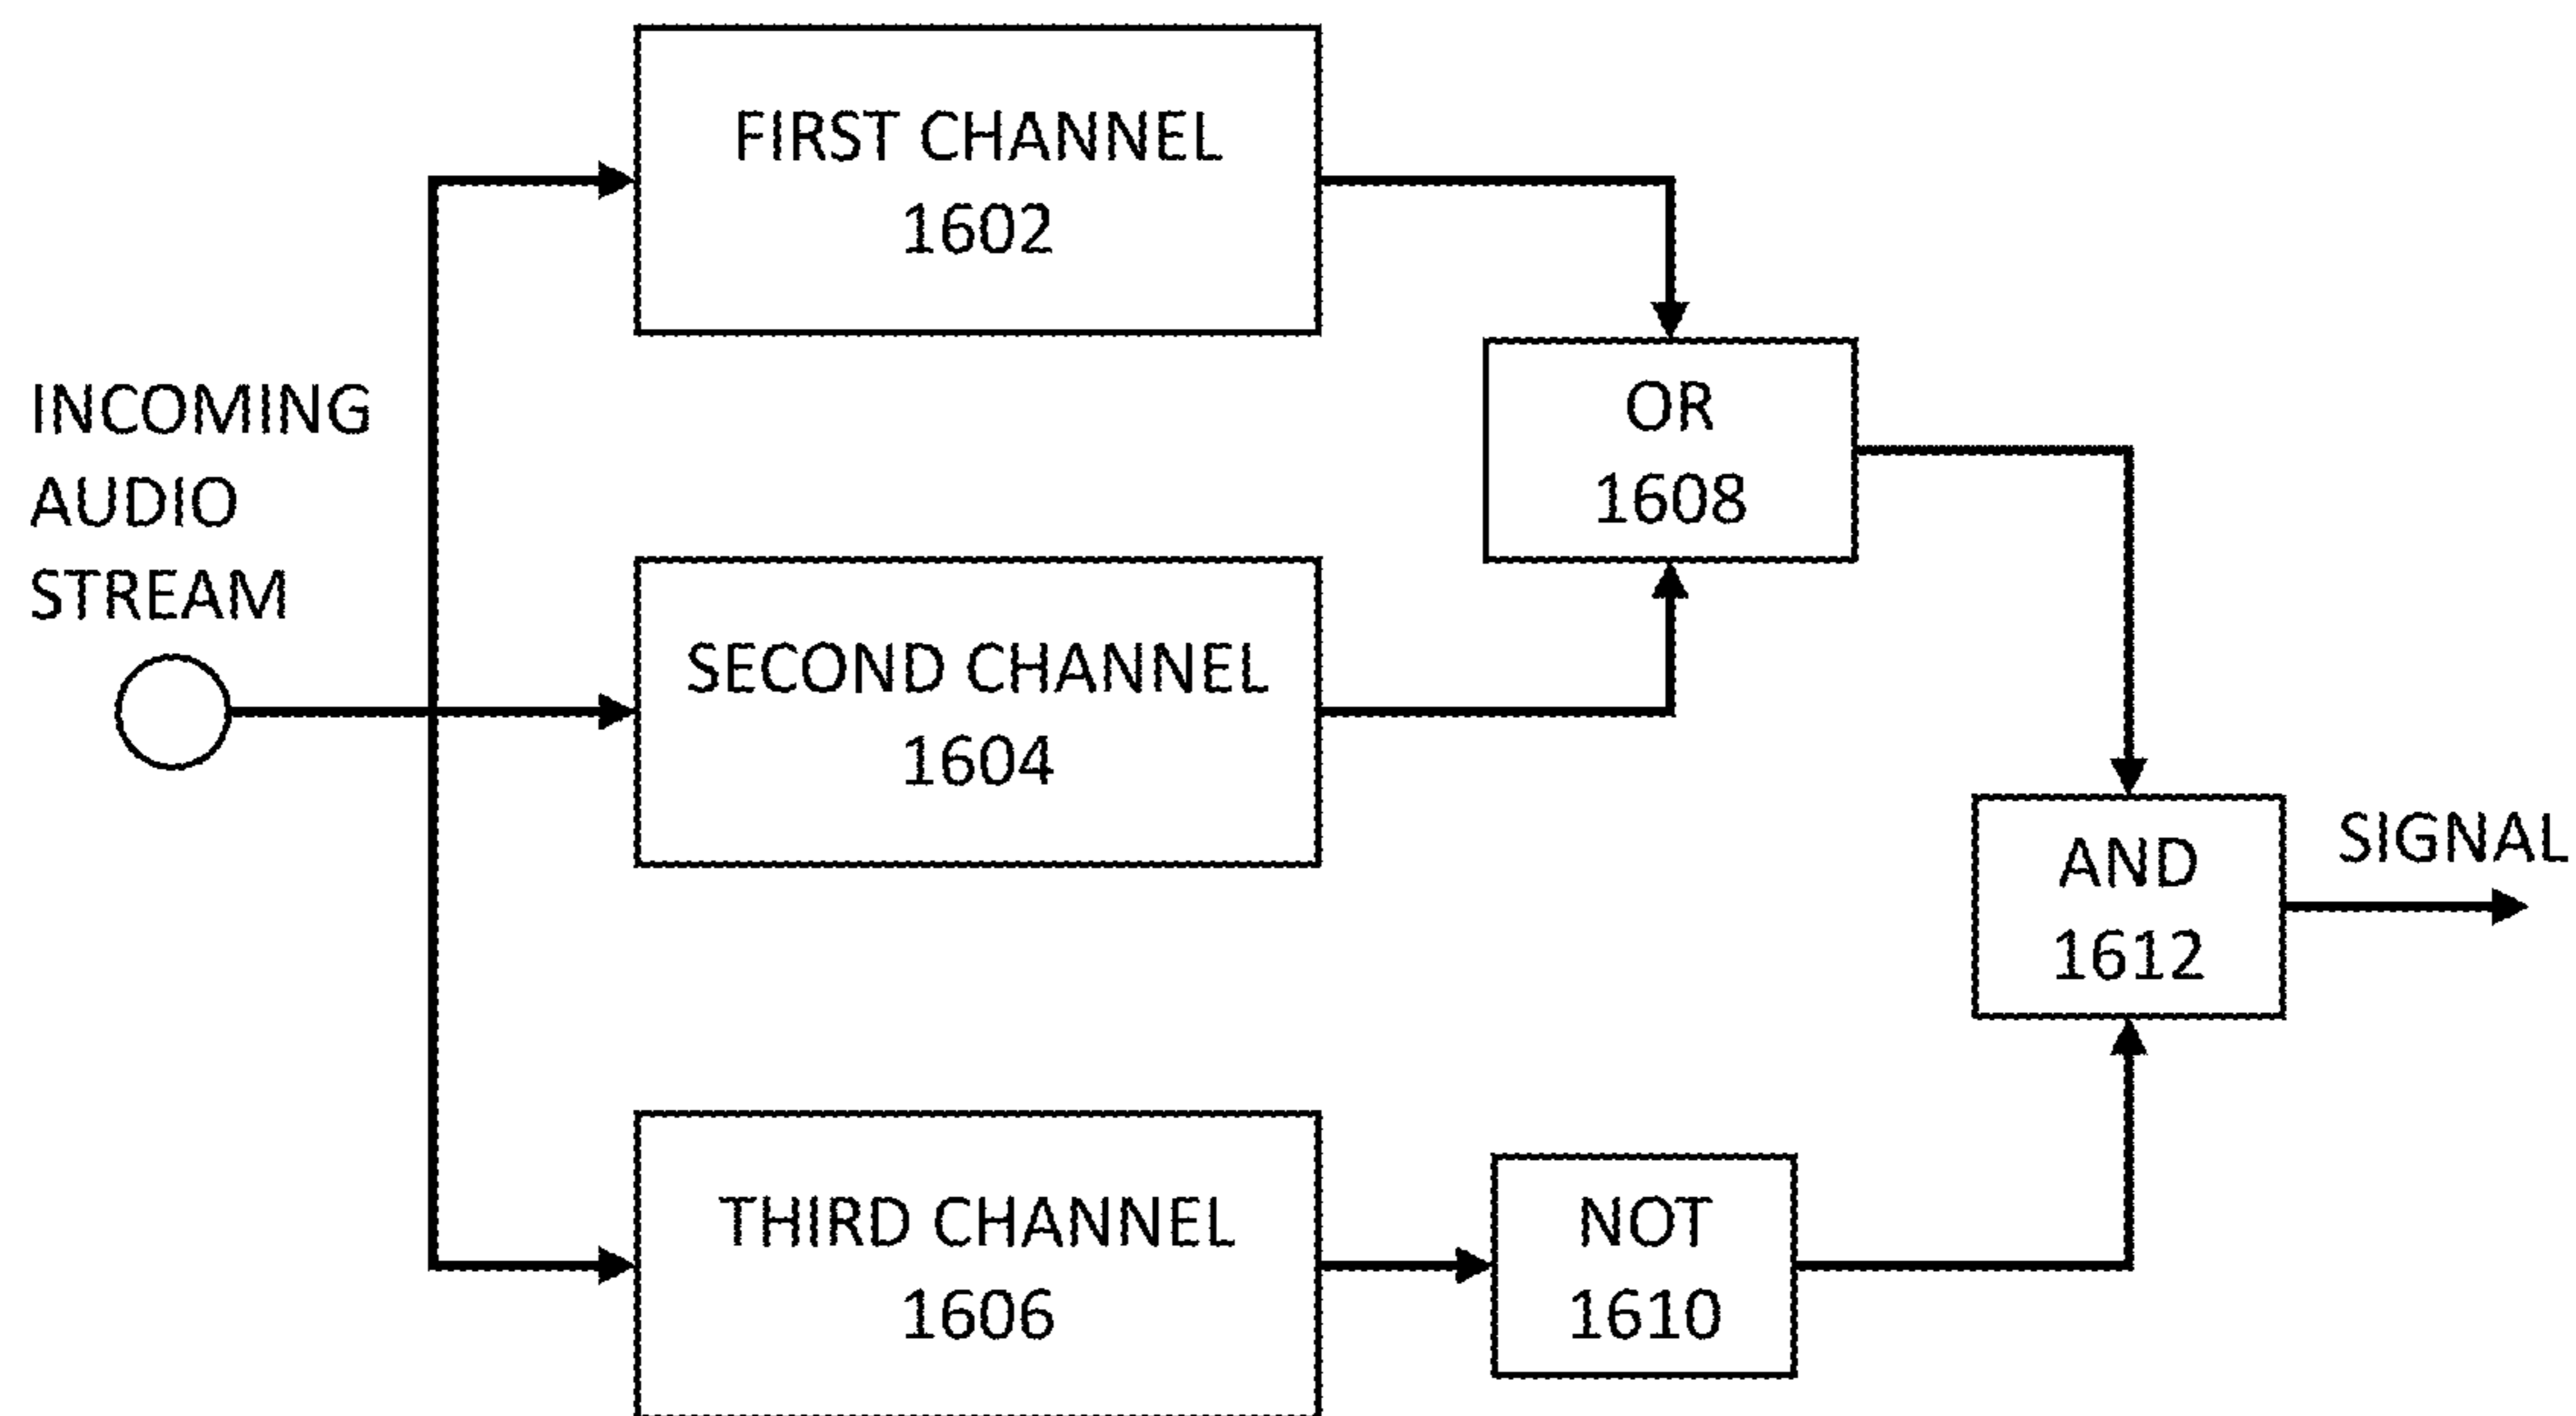 FIRST CHANNEL
1602
INCOMING
AUDIO
STREAM
OR
1608
SECOND CHANNEL
1604
AND
1612
SIGNAL
THIRD CHANNEL
1606
NOT
1610